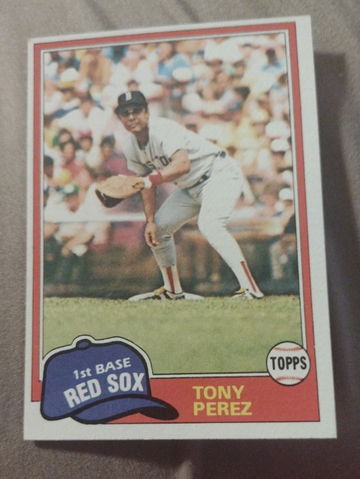 1st BASE
RED SOX
TONY
PEREZ
TOPPS